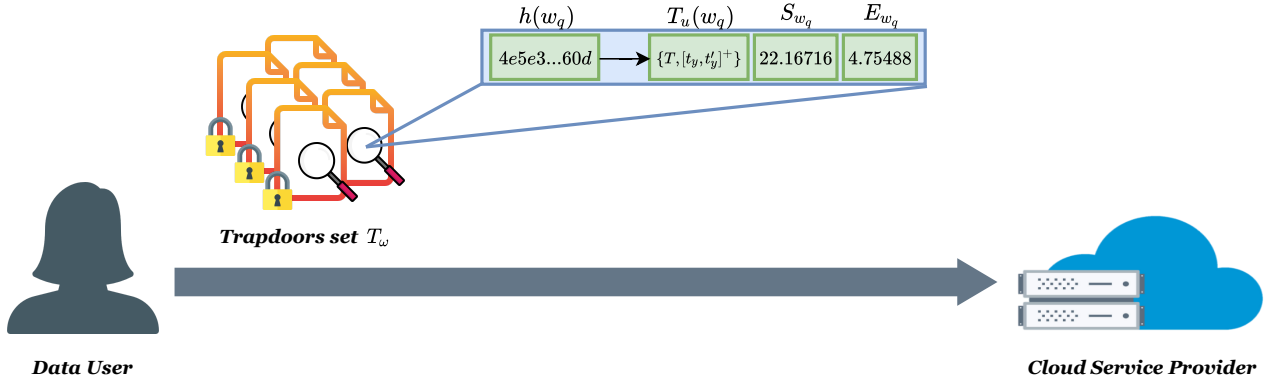 h(w_q) T_u(w_q) S_{w_q} E_{w_q}
4e5e3...60d {T,[t_y,t'_y]^+} 22.16716 4.75488
Trapdoors set T_ω
Data User
Cloud Service Provider